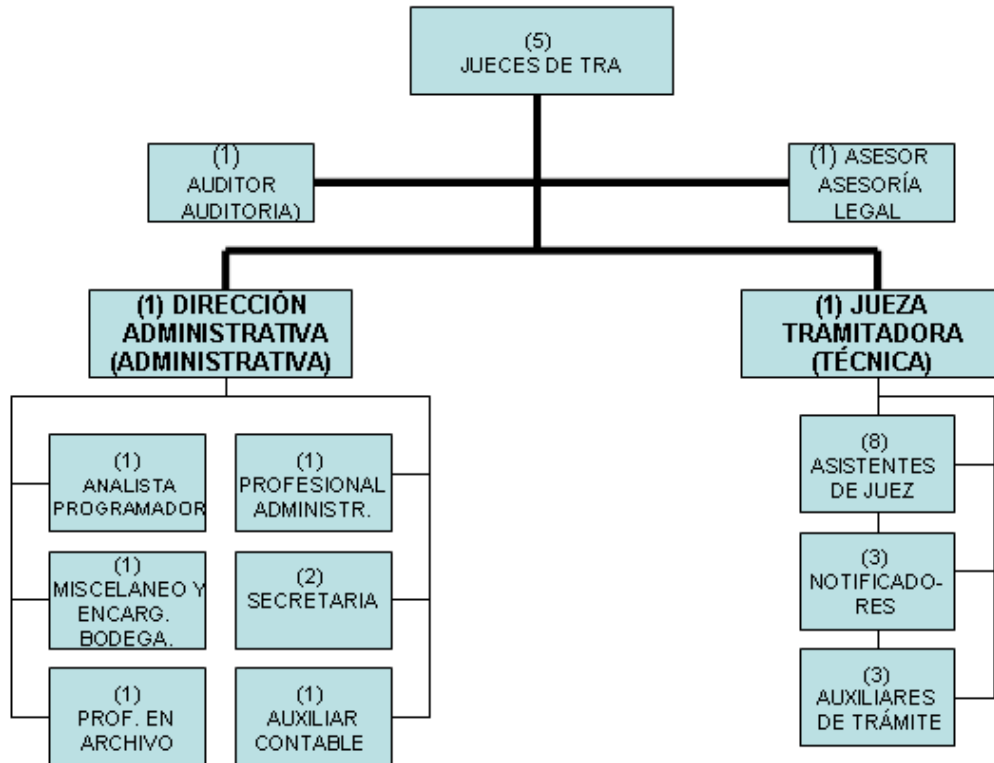 (5)
JUECES DE TRA
(1)
AUDITOR
AUDITORIA)
(1) ASESOR
ASESORÍA
LEGAL
(1) DIRECCIÓN
ADMINISTRATIVA
(ADMINISTRATIVA)
(1) JUEZA
TRAMITADORA
(TÉCNICA)
(1)
ANALISTA
PROGRAMADOR
(1)
PROFESIONAL
ADMINISTR.
(8)
ASISTENTES
DE JUEZ
(1)
MISCELANEO Y
ENCARG.
BODEGA.
(2)
SECRETARIA
(3)
NOTIFICADO-
RES
(1)
PROF. EN
ARCHIVO
(1)
AUXILIAR
CONTABLE
(3)
AUXILIARES
DE TRÁMITE